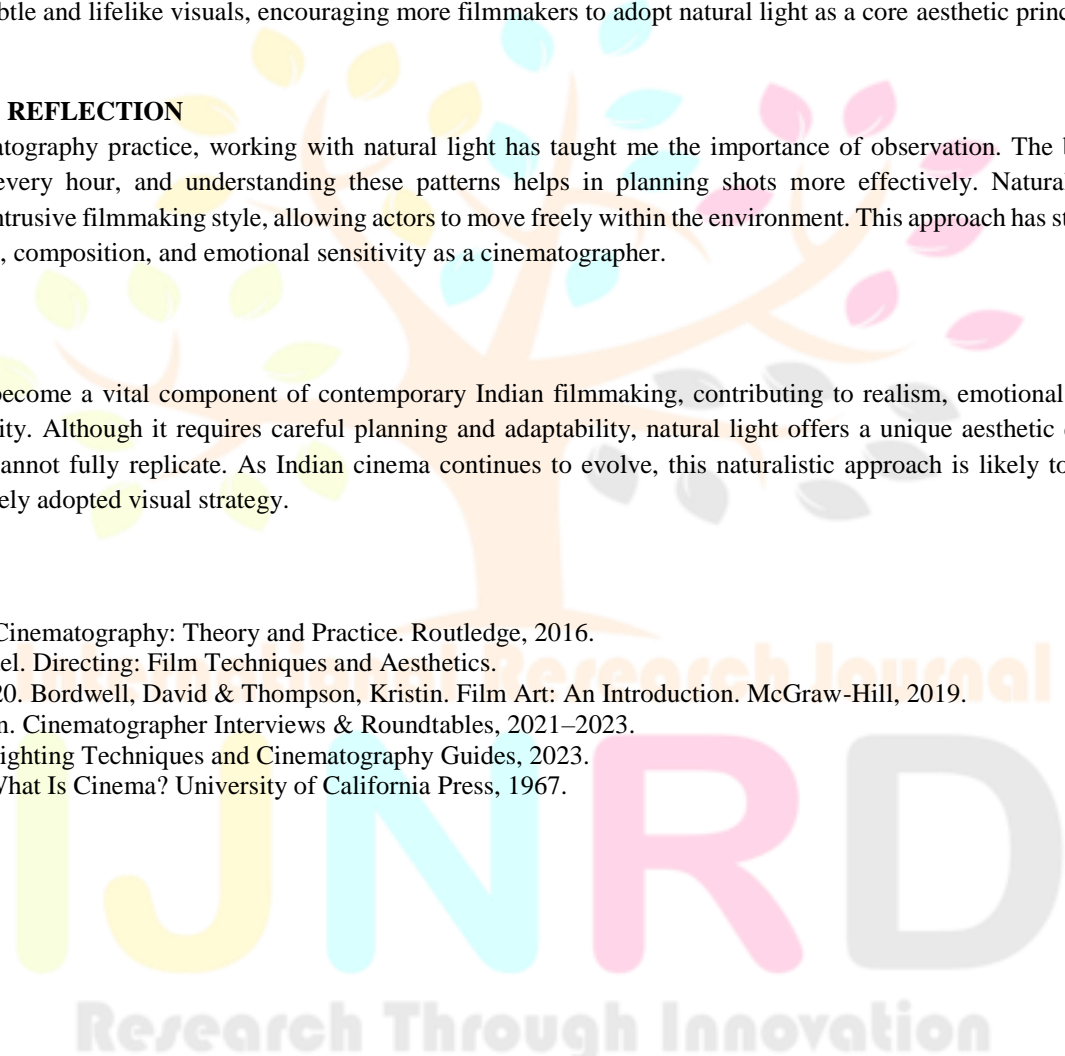 btle and lifelike visuals, encouraging more filmmakers to adopt natural light as a core aesthetic princ
REFLECTION
atography practice, working with natural light has taught me the importance of observation. The b
every hour, and understanding these patterns helps in planning shots more effectively. Natural
ntrusive filmmaking style, allowing actors to move freely within the environment. This approach has st
, composition, and emotional sensitivity as a cinematographer.
become a vital component of contemporary Indian filmmaking, contributing to realism, emotional
ity. Although it requires careful planning and adaptability, natural light offers a unique aesthetic
annot fully replicate. As Indian cinema continues to evolve, this naturalistic approach is likely to
ely adopted visual strategy.
Cinematography: Theory and Practice. Routledge, 2016.
el. Directing: Film Techniques and Aesthetics.
International Research Journal
20. Bordwell, David & Thompson, Kristin. Film Art: An Introduction. McGraw-Hill, 2019.
n. Cinematographer Interviews & Roundtables, 2021–2023.
ighting Techniques and Cinematography Guides, 2023.
What Is Cinema? University of California Press, 1967.
IJNRD
Research Through Innovation